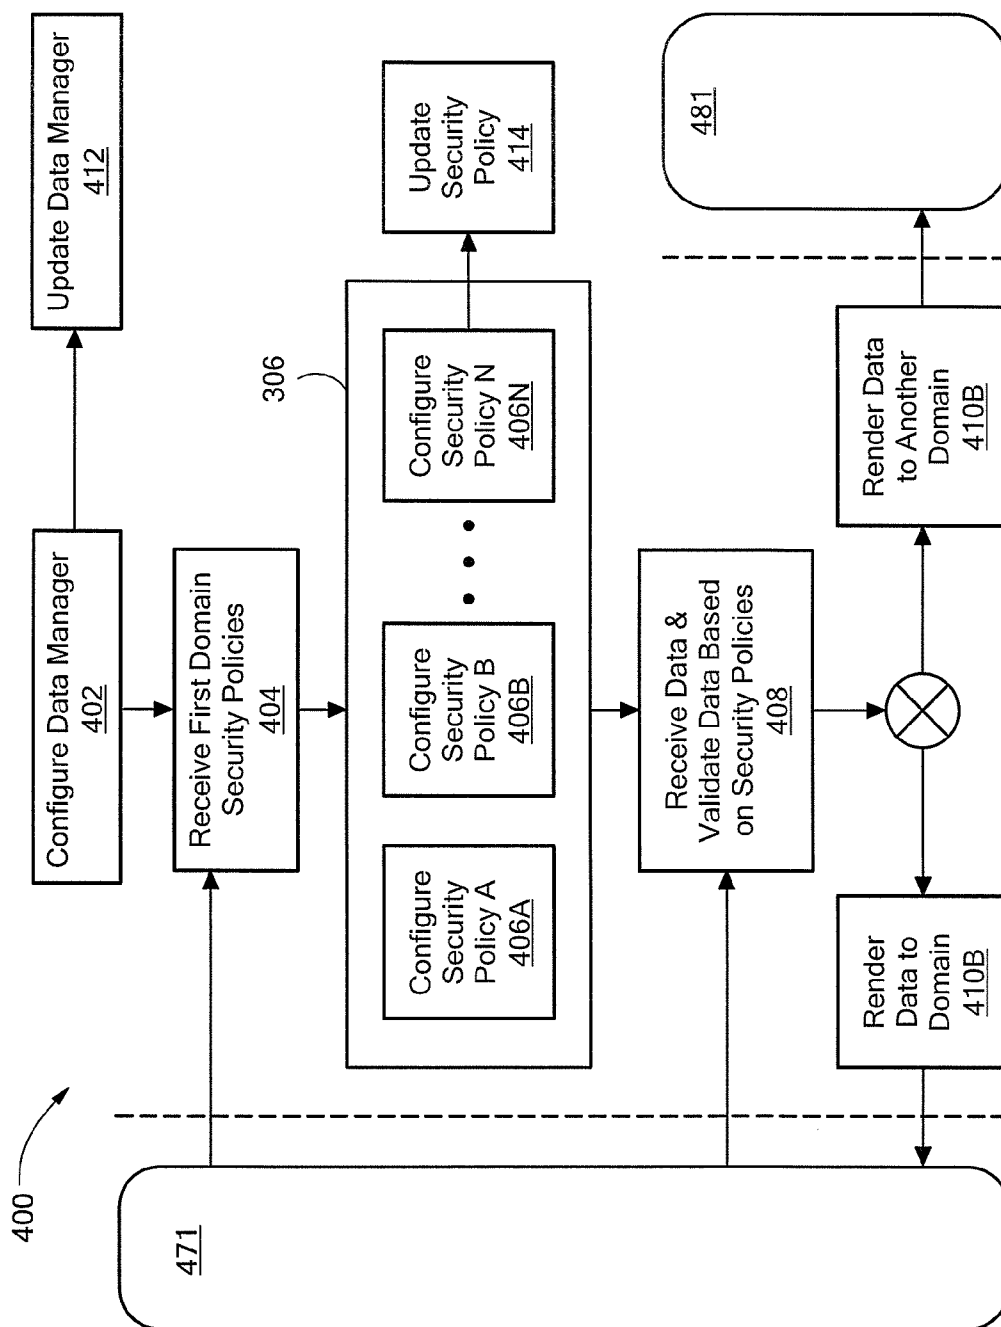 400
471
Configure Data Manager
402
Update Data Manager
412
Receive First Domain
Security Policies
404
306
Configure
Security
Policy A
406A
Configure
Security
Policy B
406B
Configure
Security
Policy N
406N
Update
Security
Policy
414
Receive Data &
Validate Data Based
on Security Policies
408
Render
Data to
Domain
410B
Render Data
to Another
Domain
410B
481